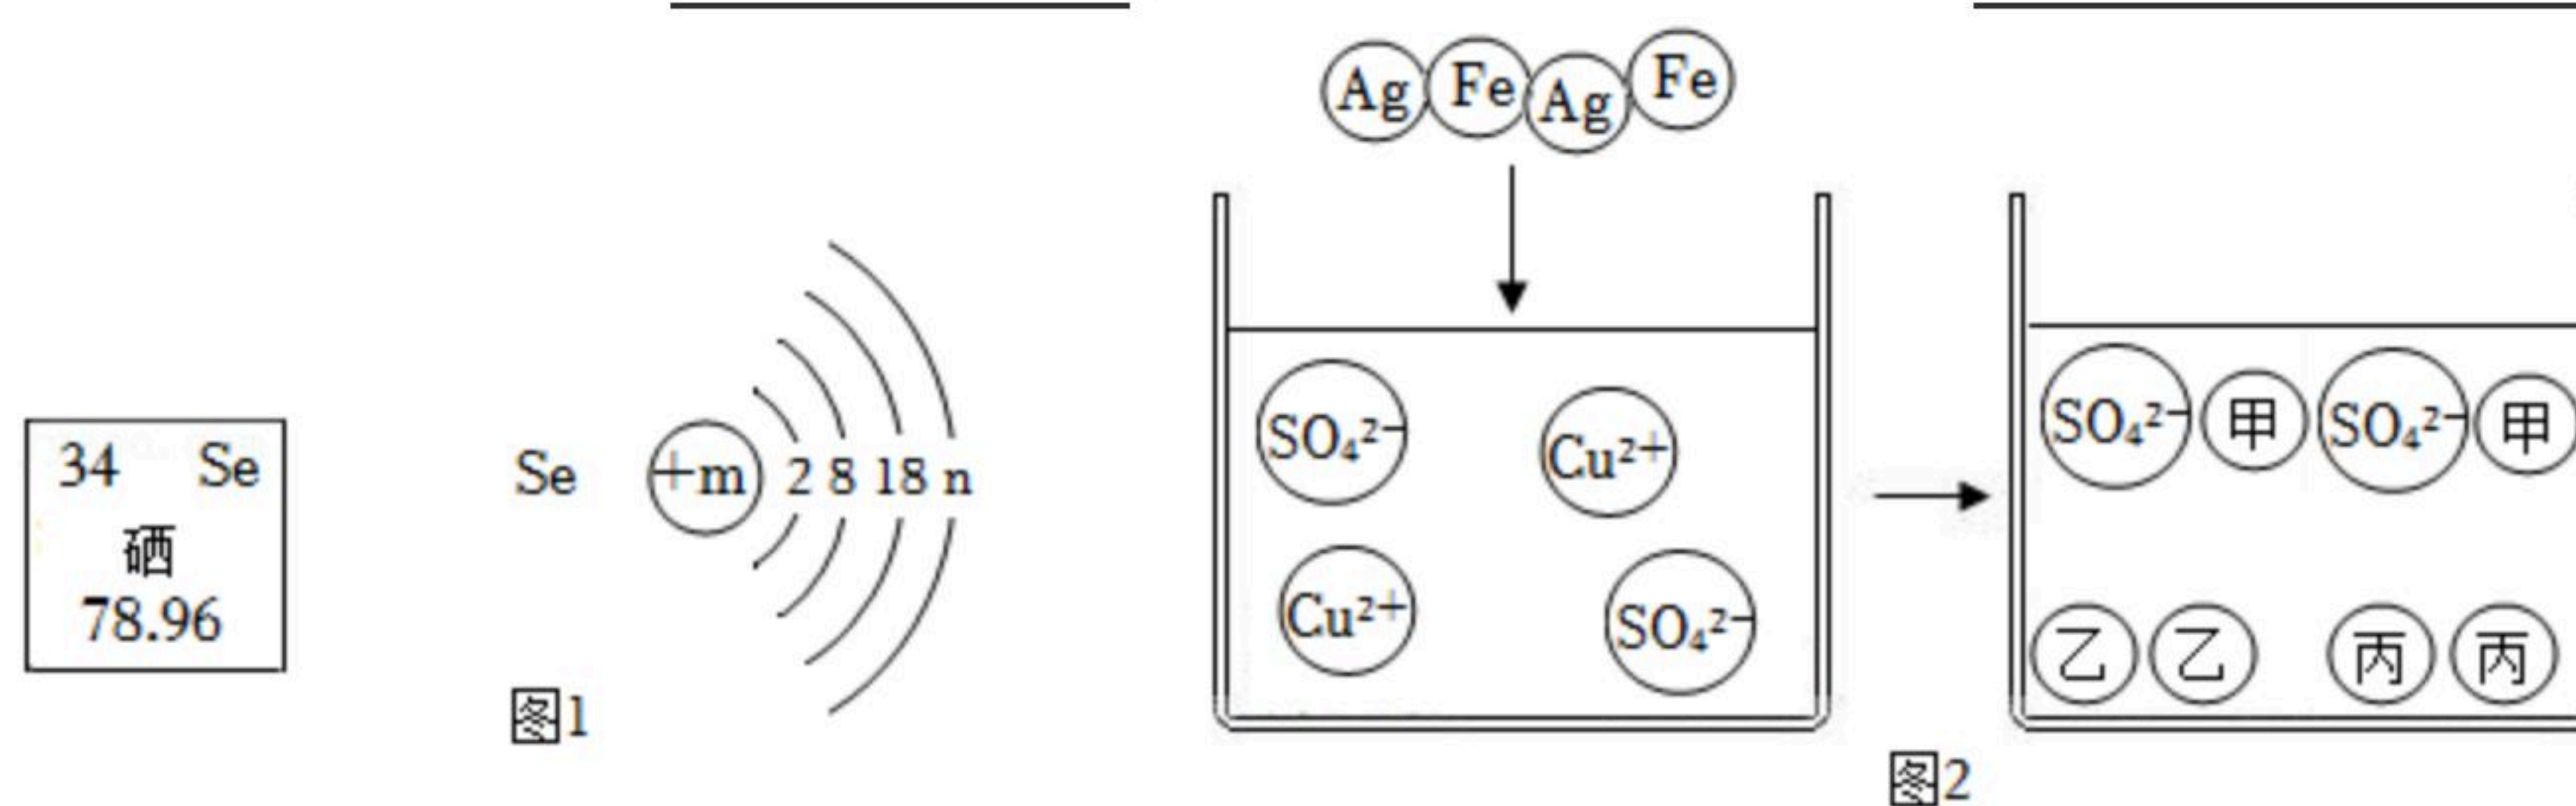 Ag Fe Ag Fe
34 Se
硒
78.96
Se +m 2 8 18 n
图1
SO₄²⁻ Cu²⁺
Cu²⁺ SO₄²⁻
SO₄²⁻ 甲 SO₄²⁻ 甲
乙 乙 丙 丙
图2